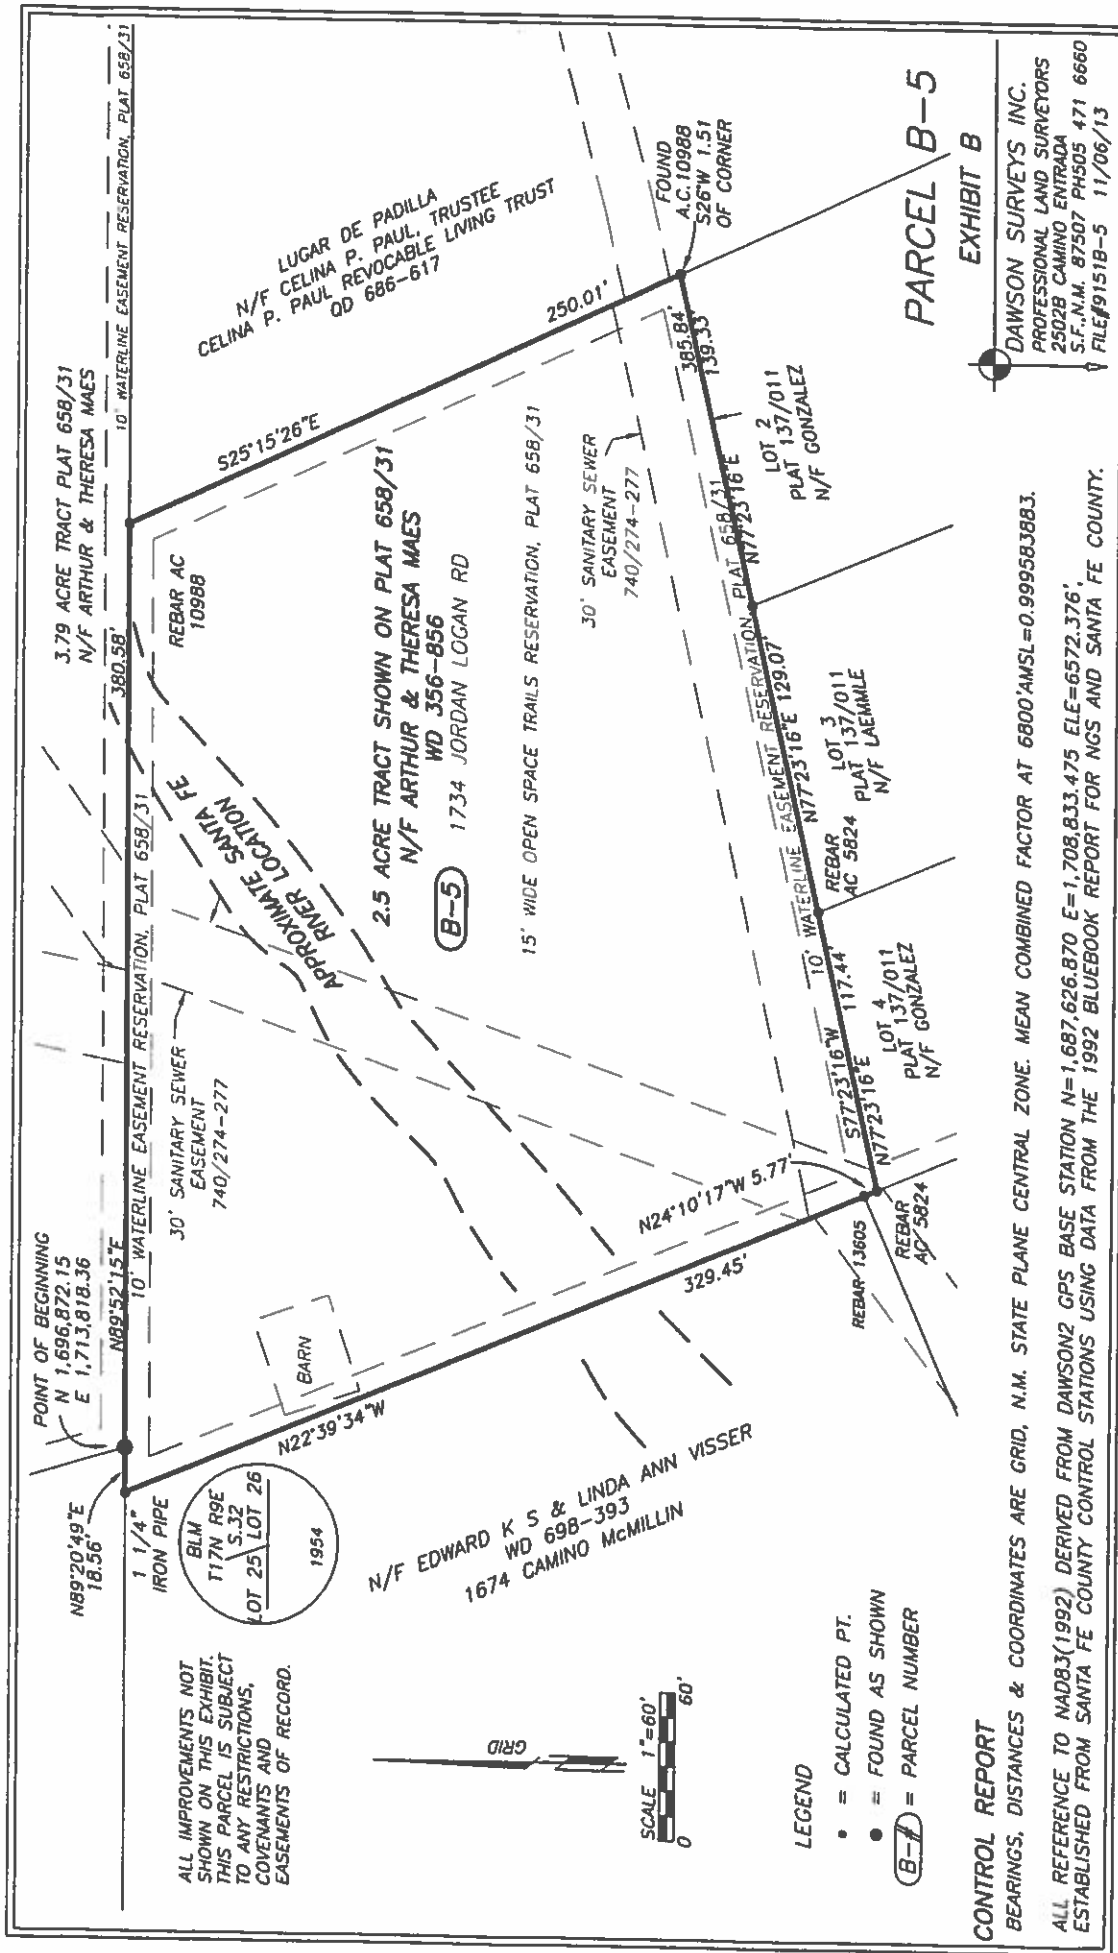 POINT OF BEGINNING
N 1,696,872.15
E 1,713,818.36
N89°20'49"E
18.56'
1 1/4"
IRON PIPE
BLM
T17N R9E
S.32
LOT 25 LOT 26
1954
ALL IMPROVEMENTS NOT
SHOWN ON THIS EXHIBIT.
THIS PARCEL IS SUBJECT
TO ANY RESTRICTIONS,
COVENANTS AND
EASEMENTS OF RECORD.
N89°52'15"E
380.58'
10' WATERLINE EASEMENT RESERVATION, PLAT 658/31
10' WATERLINE EASEMENT RESERVATION, PLAT 658/31
3.79 ACRE TRACT PLAT 658/31
N/F ARTHUR & THERESA MAES
30' SANITARY SEWER
EASEMENT
740/274-277
APPROXIMATE SANTA FE
RIVER LOCATION
REBAR AC
10988
S25°15'26"E
250.01'
LUGAR DE PADILLA
N/F CELINA P. PAUL, TRUSTEE
CELINA P. PAUL REVOCABLE LIVING TRUST
QD 686-617
BARN
N22°39'34"W
329.45'
N/F EDWARD K S & LINDA ANN VISSER
WD 698-393
1674 CAMINO McMILLIN
2.5 ACRE TRACT SHOWN ON PLAT 658/31
N/F ARTHUR & THERESA MAES
WD 356-856
B-5 1734 JORDAN LOGAN RD
15' WIDE OPEN SPACE TRAILS RESERVATION, PLAT 658/31
30' SANITARY SEWER
EASEMENT
740/274-277
FOUND
A.C. 10988
S26°W 1.51
OF CORNER
N24°10'17"W 5.77'
REBAR 13605
REBAR
AC 5824
S77°23'16"W
385.84'
N77°23'16"E
117.44'
10' WATERLINE EASEMENT RESERVATION, PLAT 658/31
LOT 4
PLAT 137/011
N/F GONZALEZ
REBAR
AC 5824
N77°23'16"E 129.07'
LOT 3
PLAT 137/011
N/F LAEMMLE
N77°23'16"E
139.33'
LOT 2
PLAT 137/011
N/F GONZALEZ
GRID
SCALE 1"=60'
0 60'
LEGEND
• = CALCULATED PT.
● = FOUND AS SHOWN
B-# = PARCEL NUMBER
PARCEL B-5
EXHIBIT B
DAWSON SURVEYS INC.
PROFESSIONAL LAND SURVEYORS
2502B CAMINO ENTRADA
S.F.,N.M. 87507 PH505 471 6660
FILE#9151B-5 11/06/13
CONTROL REPORT
BEARINGS, DISTANCES & COORDINATES ARE GRID, N.M. STATE PLANE CENTRAL ZONE. MEAN COMBINED FACTOR AT 6800'AMSL=0.999583883.
ALL REFERENCE TO NAD83(1992) DERIVED FROM DAWSON2 GPS BASE STATION N=1,687,626.870 E=1,708,833.475 ELE=6572.376'
ESTABLISHED FROM SANTA FE COUNTY CONTROL STATIONS USING DATA FROM THE 1992 BLUEBOOK REPORT FOR NGS AND SANTA FE COUNTY.